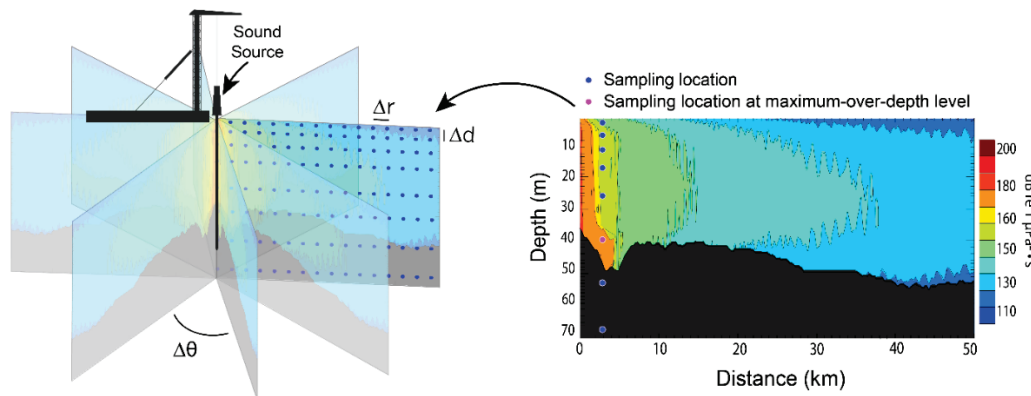 Sound
Source
Δr
Δd
Δθ
Sampling location
Sampling location at maximum-over-depth level
Depth (m)
10
20
30
40
50
60
70
0
10
20
30
40
50
Distance (km)
200
180
160
150
140
130
110